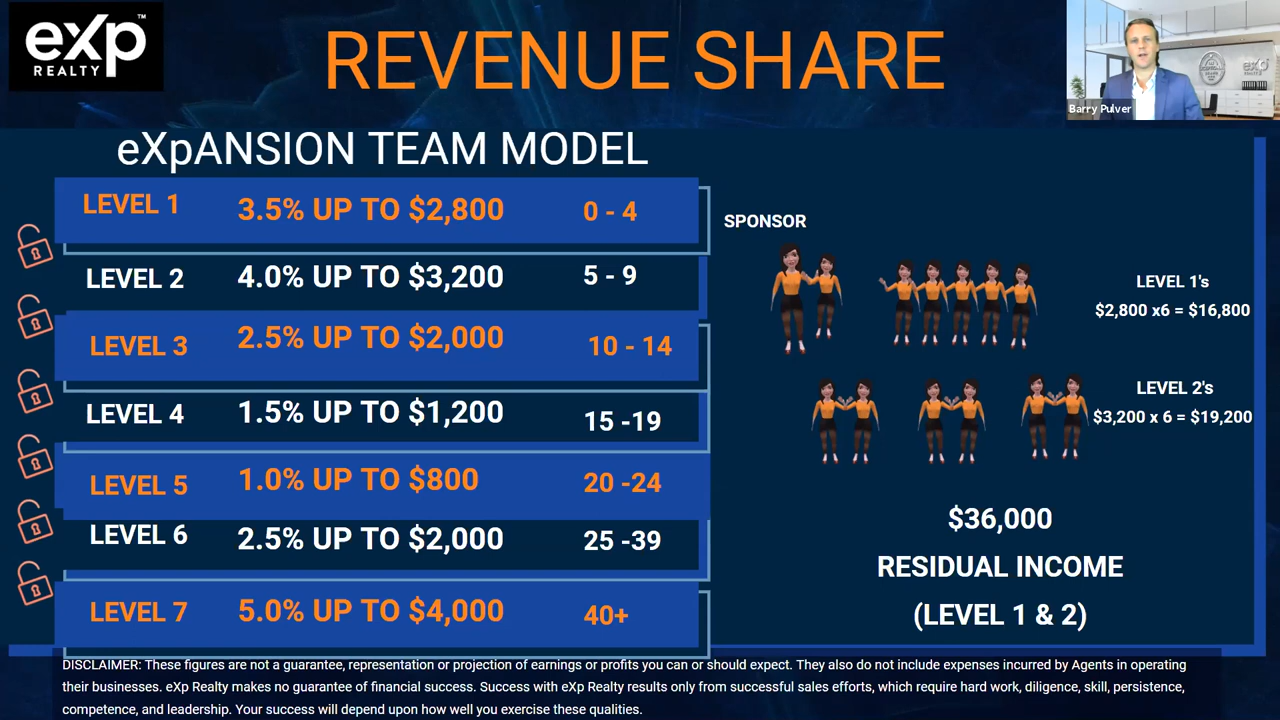 eXp™
REALTY
REVENUE SHARE
Barry Pulver
eXp
eXpANSION TEAM MODEL
LEVEL 1 3.5% UP TO $2,800 0 - 4
LEVEL 2 4.0% UP TO $3,200 5 - 9
LEVEL 3 2.5% UP TO $2,000 10 - 14
LEVEL 4 1.5% UP TO $1,200 15 -19
LEVEL 5 1.0% UP TO $800 20 -24
LEVEL 6 2.5% UP TO $2,000 25 -39
LEVEL 7 5.0% UP TO $4,000 40+
SPONSOR
LEVEL 1's
$2,800 x6 = $16,800
LEVEL 2's
$3,200 x 6 = $19,200
$36,000
RESIDUAL INCOME
(LEVEL 1 & 2)
DISCLAIMER: These figures are not a guarantee, representation or projection of earnings or profits you can or should expect. They also do not include expenses incurred by Agents in operating
their businesses. eXp Realty makes no guarantee of financial success. Success with eXp Realty results only from successful sales efforts, which require hard work, diligence, skill, persistence,
competence, and leadership. Your success will depend upon how well you exercise these qualities.